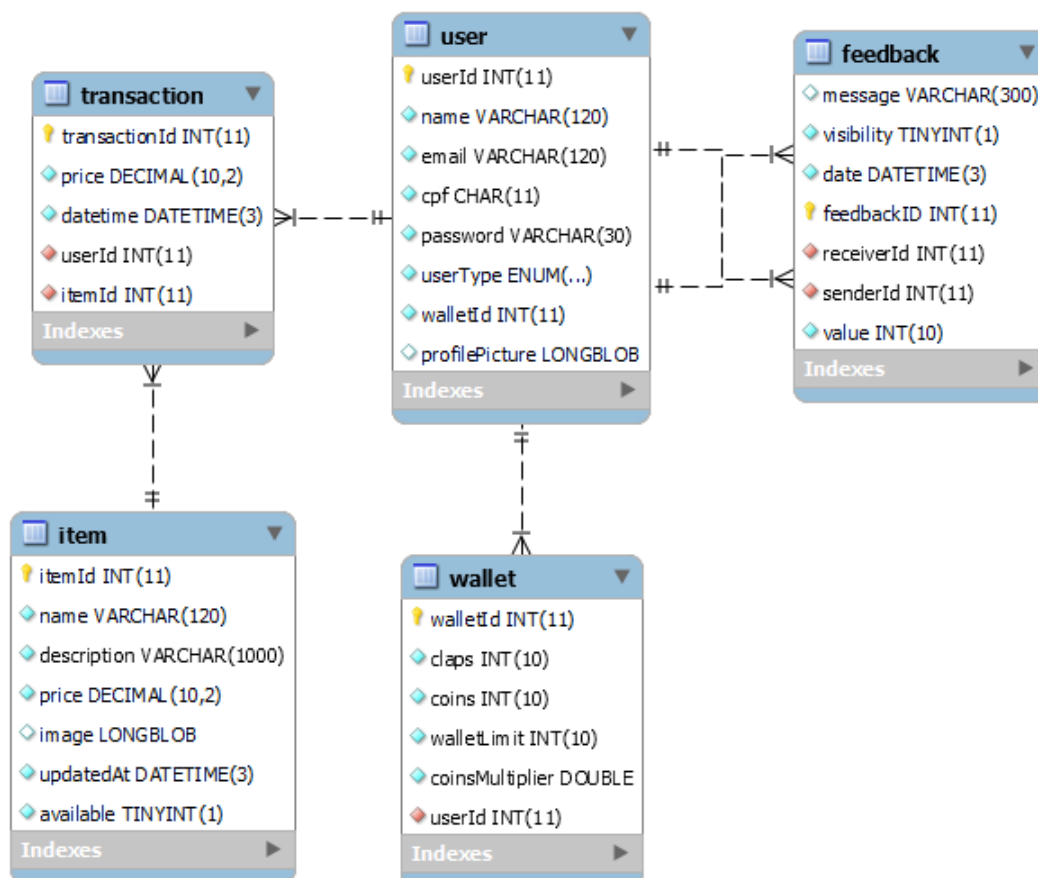 transaction
transactionId INT(11)
price DECIMAL(10,2)
datetime DATETIME(3)
userId INT(11)
itemId INT(11)
Indexes
user
userId INT(11)
name VARCHAR(120)
email VARCHAR(120)
cpf CHAR(11)
password VARCHAR(30)
userType ENUM(...)
walletId INT(11)
profilePicture LONGBLOB
Indexes
feedback
message VARCHAR(300)
visibility TINYINT(1)
date DATETIME(3)
feedbackID INT(11)
receiverId INT(11)
senderId INT(11)
value INT(10)
Indexes
item
itemId INT(11)
name VARCHAR(120)
description VARCHAR(1000)
price DECIMAL(10,2)
image LONGBLOB
updatedAt DATETIME(3)
available TINYINT(1)
Indexes
wallet
walletId INT(11)
claps INT(10)
coins INT(10)
walletLimit INT(10)
coinsMultiplier DOUBLE
userId INT(11)
Indexes